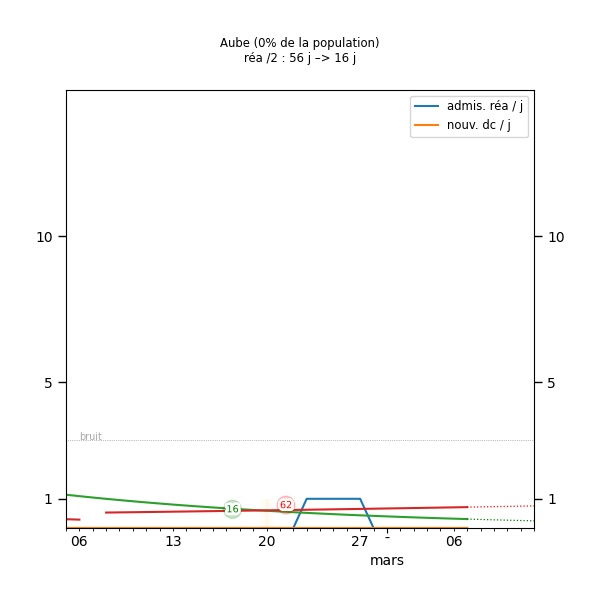 Aube (0% de la population)
réa /2 : 56 j –> 16 j
admis. réa / j
nouv. dc / j
10 10
5 5
bruit
1 1
16 62
06 13 20 27 - 06
mars